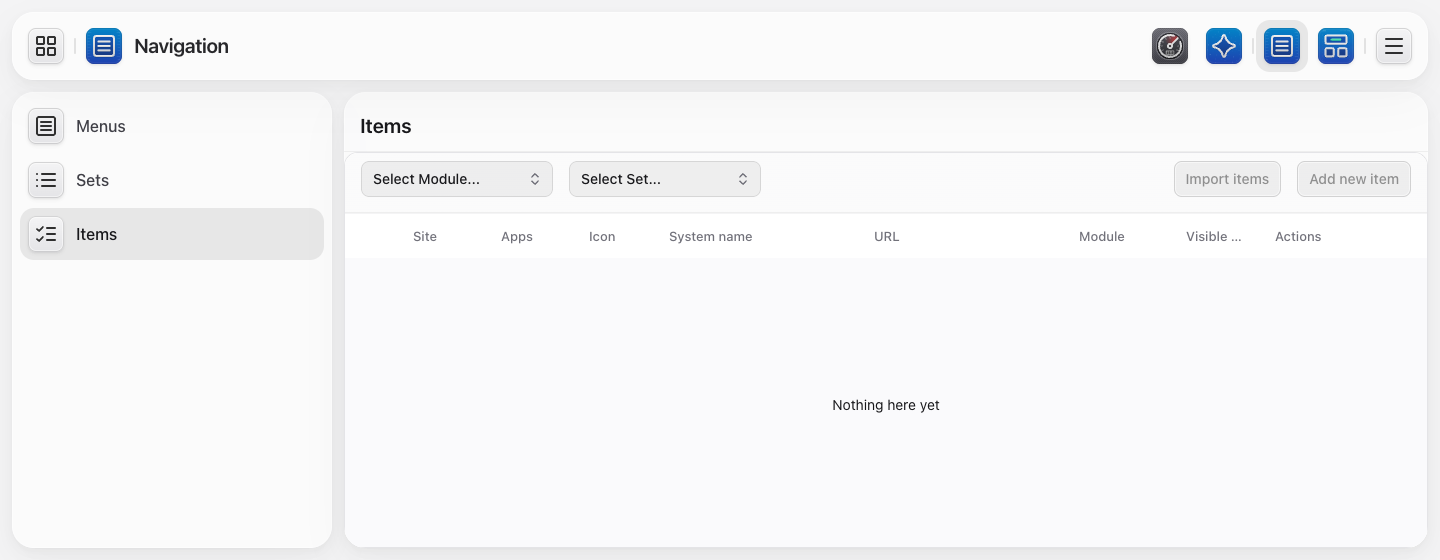 Navigation
Menus
Sets
Items
Items
Select Module...
Select Set...
Import items
Add new item
Site
Apps
Icon
System name
URL
Module
Visible ...
Actions
Nothing here yet